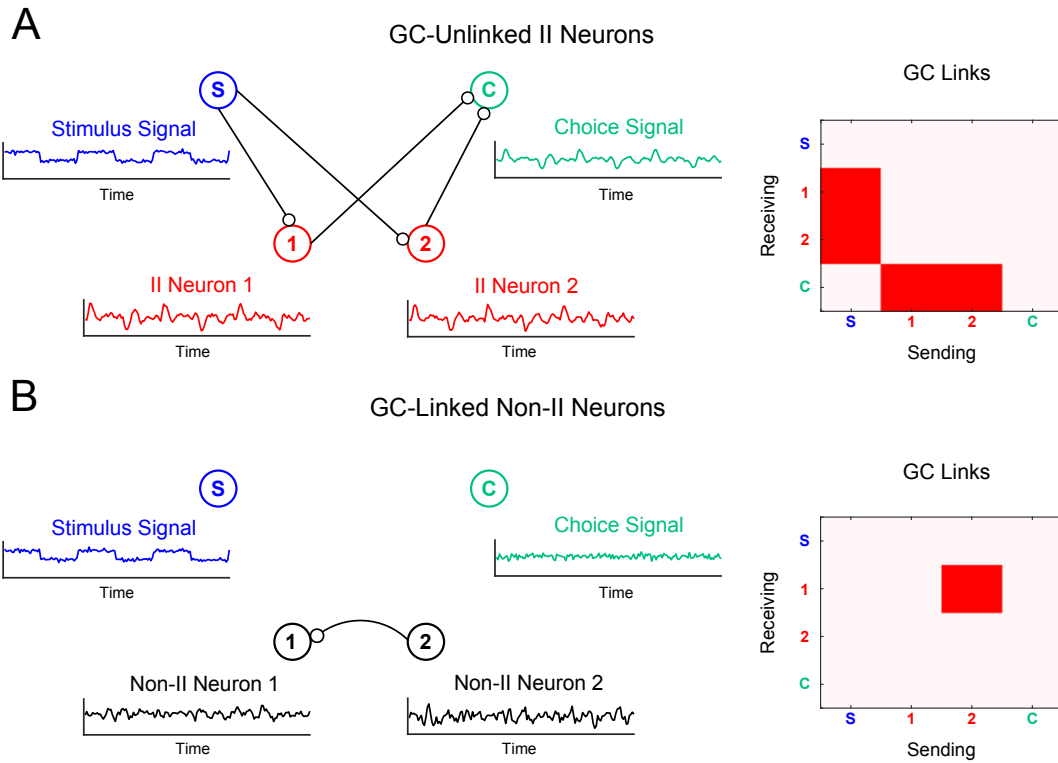 A
GC-Unlinked II Neurons
S
C
Stimulus Signal
Time
Choice Signal
Time
1
2
II Neuron 1
Time
II Neuron 2
Time
GC Links
Receiving
S
1
2
C
S 1 2 C
Sending
B
GC-Linked Non-II Neurons
S
C
Stimulus Signal
Time
Choice Signal
Time
1
2
Non-II Neuron 1
Time
Non-II Neuron 2
Time
GC Links
Receiving
S
1
2
C
S 1 2 C
Sending